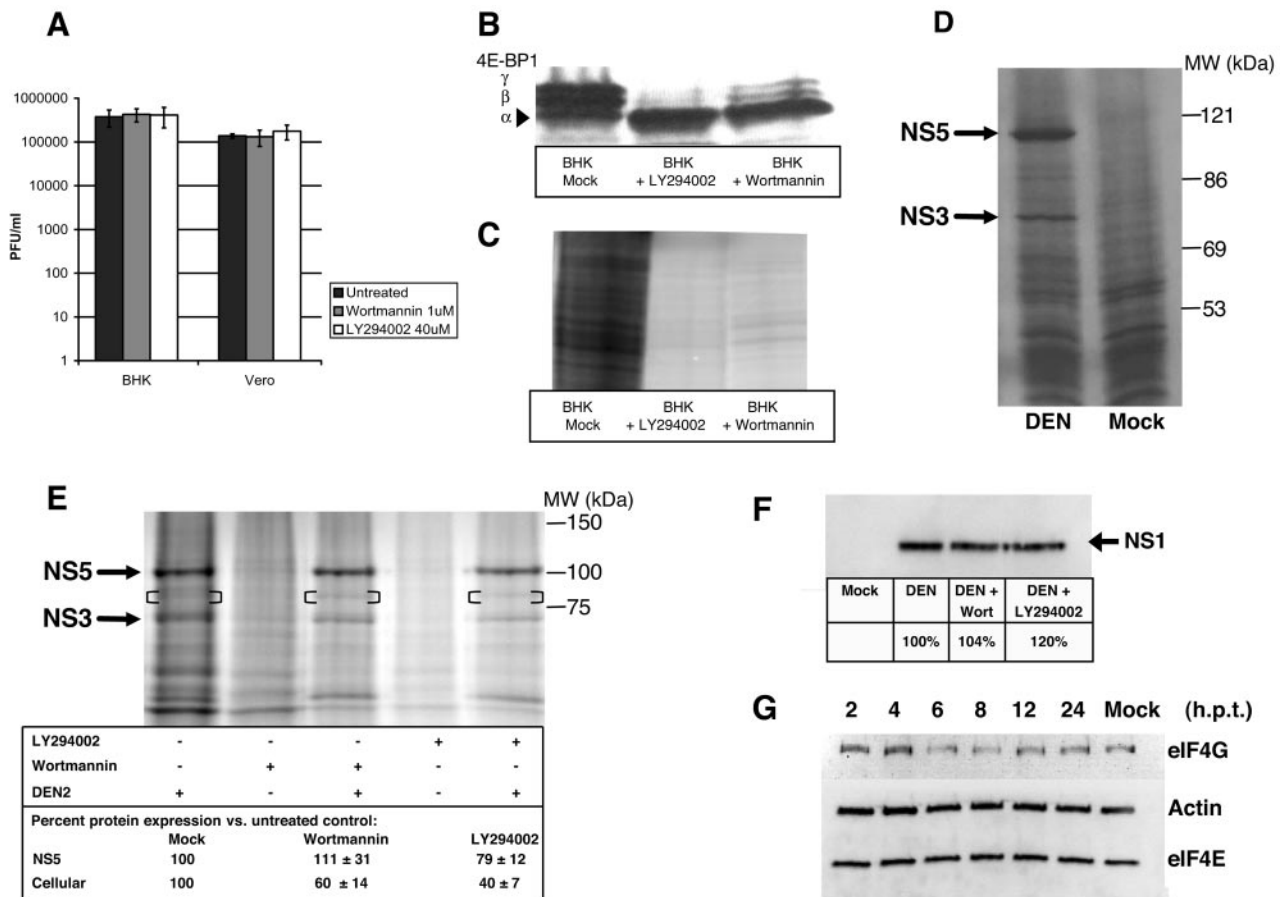 A
1000000
100000
10000
1000
100
10
1
PFU/ml
BHK Vero
Untreated
Wortmannin 1uM
LY294002 40uM
B
4E-BP1
γ
β
α
BHK BHK BHK
Mock + LY294002 + Wortmannin
C
BHK BHK BHK
Mock + LY294002 + Wortmannin
D
MW (kDa)
NS5
NS3
121
86
69
53
DEN Mock
E
MW (kDa)
NS5
NS3
150
100
75
LY294002 - - - + +
Wortmannin - + + - -
DEN2 + - + - +
Percent protein expression vs. untreated control:
Mock Wortmannin LY294002
NS5 100 111 ± 31 79 ± 12
Cellular 100 60 ± 14 40 ± 7
F
NS1
Mock DEN DEN + DEN +
Wort LY294002
100% 104% 120%
G
2 4 6 8 12 24 Mock (h.p.t.)
eIF4G
Actin
eIF4E